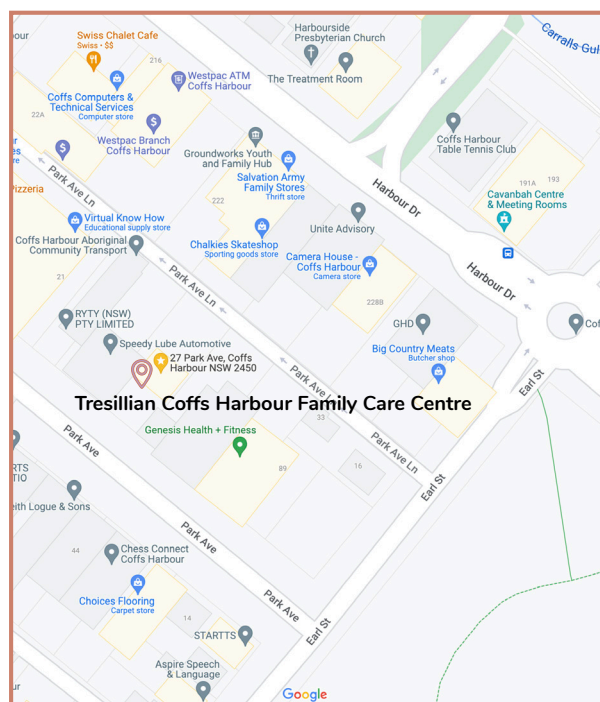 Swiss Chalet Cafe
Swiss • $$
216
Harbourside
Presbyterian Church
The Treatment Room
Carralls Gul
our
Westpac ATM
Coffs Harbour
Coffs Computers &
Technical Services
Computer store
22A
Westpac Branch
Coffs Harbour
Groundworks Youth
and Family Hub
Coffs Harbour
Table Tennis Club
Salvation Army
Family Stores
Thrift store
Harbour Dr
191A
193
Cavanbah Centre
& Meeting Rooms
izzeria
Park Ave Ln
222
Virtual Know How
Educational supply store
Chalkies Skateshop
Sporting goods store
Unite Advisory
Coffs Harbour Aboriginal
Community Transport
Camera House -
Coffs Harbour
Camera store
Harbour Dr
21
Park Ave Ln
228B
RYTY (NSW)
PTY LIMITED
GHD
Cof
Speedy Lube Automotive
27 Park Ave, Coffs
Harbour NSW 2450
Big Country Meats
Butcher shop
Earl St
Park Ave Ln
Tresillian Coffs Harbour Family Care Centre
33
Park Ave
Genesis Health + Fitness
89
16
Park Ave Ln
Earl St
RTS
TIO
eith Logue & Sons
Park Ave
44
Chess Connect
Coffs Harbour
Choices Flooring
Carpet store
14
Park Ave
STARTTS
Earl St
Aspire Speech
& Language
ur
Google